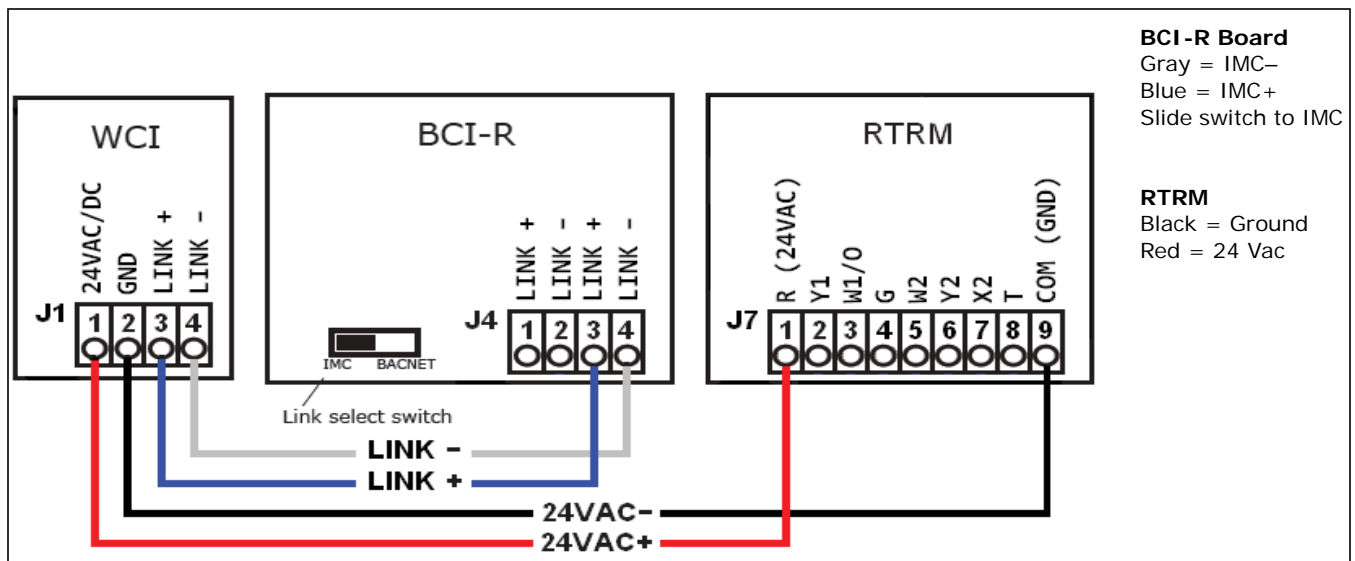 BCI-R Board
Gray = IMC–
Blue = IMC+
Slide switch to IMC
RTRM
Black = Ground
Red = 24 Vac
WCI
24VAC/DC
GND
LINK +
LINK -
J1
1 2 3 4
BCI-R
LINK +
LINK -
LINK +
LINK -
J4
1 2 3 4
IMC BACNET
Link select switch
RTRM
R (24VAC)
Y1
W1/O
G
W2
Y2
X2
T
COM (GND)
J7
1 2 3 4 5 6 7 8 9
LINK -
LINK +
24VAC-
24VAC+